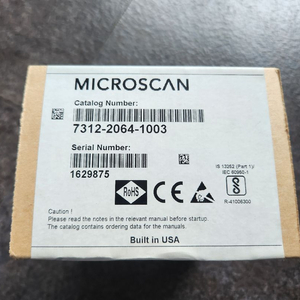 MICROSCAN
Catalog Number:
7312-2064-1003
Serial Number:
1629875
RoHS
CE
IS 13252 (Part 1)/
IEC 60950-1
R-41006300
Caution !
Please read the notes in the relevant manual before startup.
The catalog contains ordering data for the manuals.
Built in USA